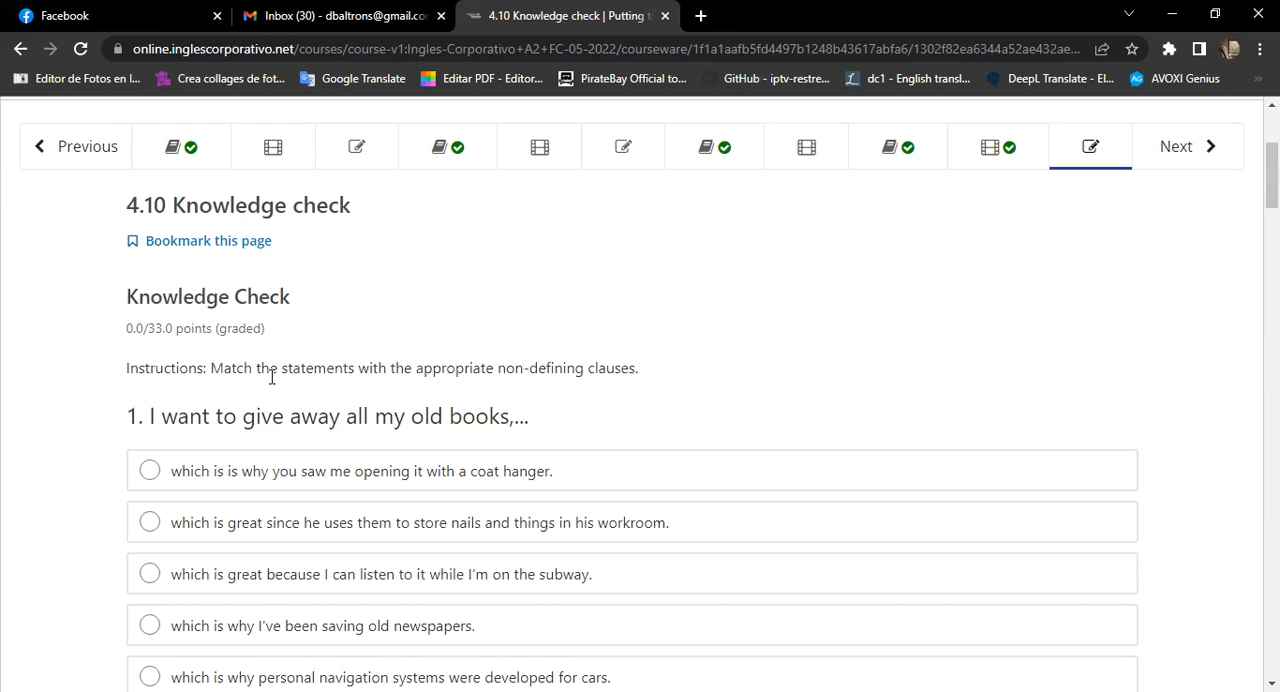 Facebook
Inbox (30) - dbaltrons@gmail.co
4.10 Knowledge check | Putting t
online.inglescorporativo.net/courses/course-v1:Ingles-Corporativo+A2+FC-05-2022/courseware/1f1a1aafb5fd4497b1248b43617abfa6/1302f82ea6344a52ae432ae...
Editor de Fotos en l...
Crea collages de fot...
Google Translate
Editar PDF - Editor...
PirateBay Official to...
GitHub - iptv-restre...
dc1 - English transl...
DeepL Translate - El...
AVOXI Genius
Previous
Next
4.10 Knowledge check
Bookmark this page
Knowledge Check
0.0/33.0 points (graded)
Instructions: Match the statements with the appropriate non-defining clauses.
1. I want to give away all my old books,...
which is is why you saw me opening it with a coat hanger.
which is great since he uses them to store nails and things in his workroom.
which is great because I can listen to it while I'm on the subway.
which is why I've been saving old newspapers.
which is why personal navigation systems were developed for cars.